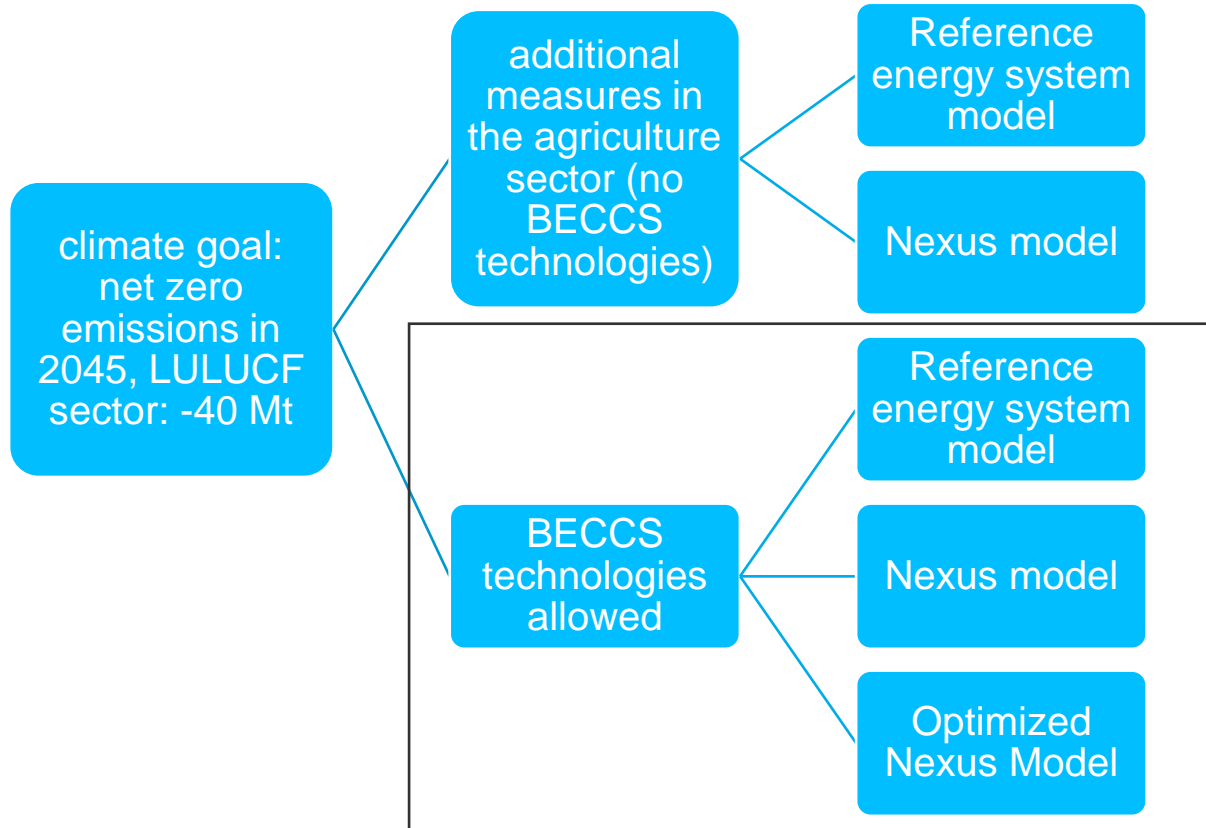 climate goal:
net zero
emissions in
2045, LULUCF
sector: -40 Mt
additional
measures in
the agriculture
sector (no
BECCS
technologies)
Reference
energy system
model
Nexus model
BECCS
technologies
allowed
Reference
energy system
model
Nexus model
Optimized
Nexus Model